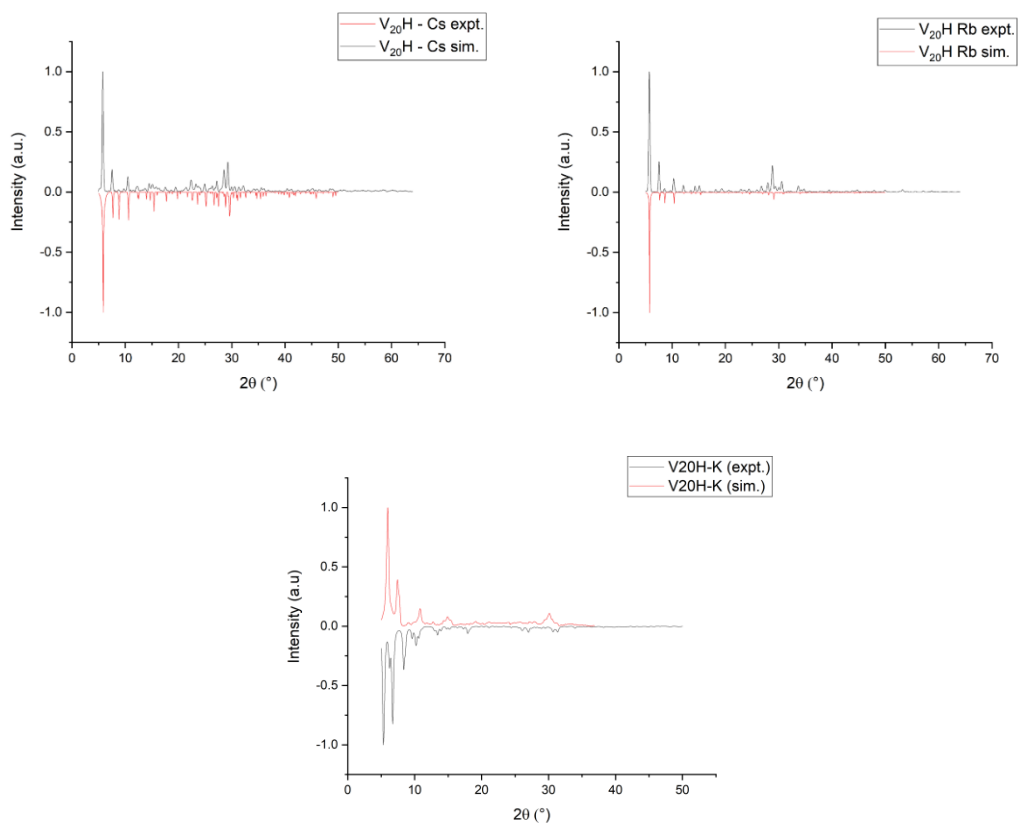 V20H - Cs expt.
V20H - Cs sim.
1.0
0.5
0.0
-0.5
-1.0
Intensity (a.u.)
0 10 20 30 40 50 60 70
2θ (°)
V20H Rb expt.
V20H Rb sim.
1.0
0.5
0.0
-0.5
-1.0
Intensity (a.u.)
0 10 20 30 40 50 60 70
2θ (°)
V20H-K (expt.)
V20H-K (sim.)
1.0
0.5
0.0
-0.5
-1.0
Intensity (a.u)
0 10 20 30 40 50
2θ (°)